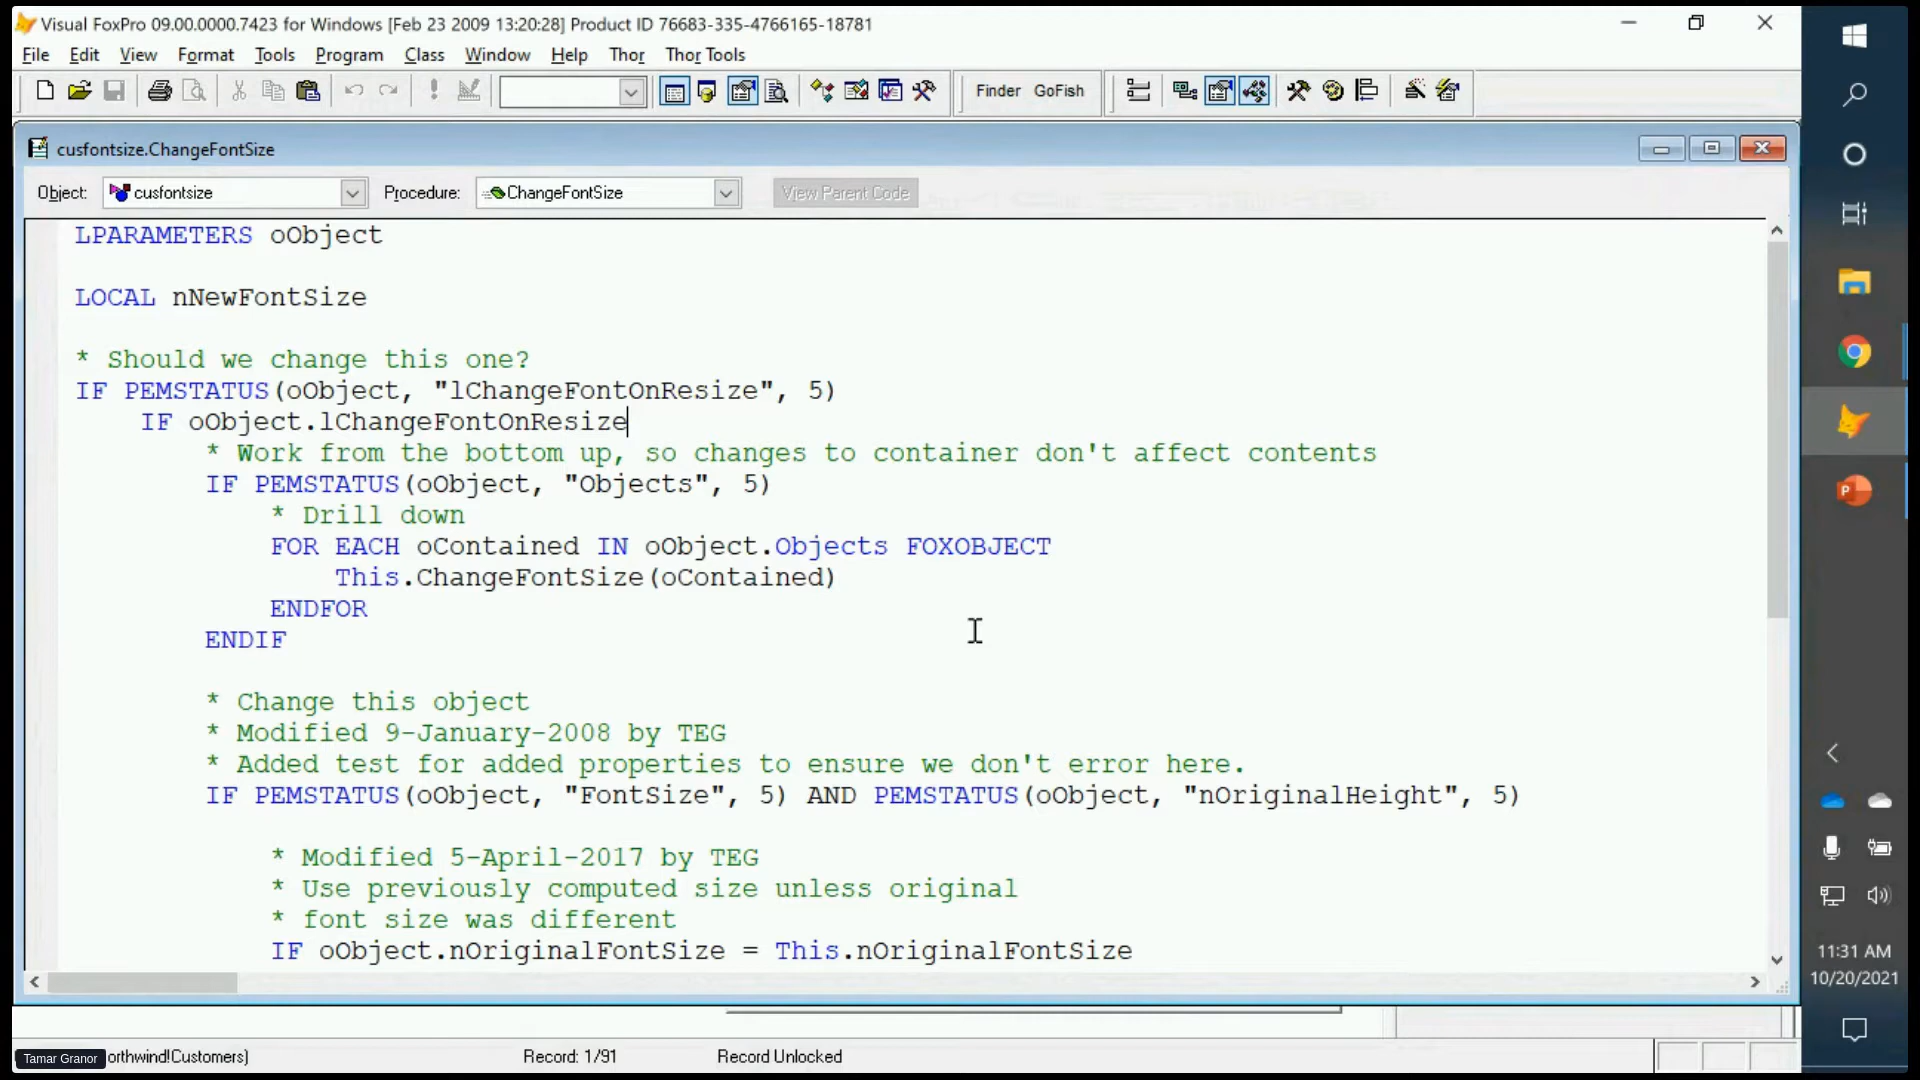 Visual FoxPro 09.00.0000.7423 for Windows [Feb 23 2009 13:20:28] Product ID 76683-335-4766165-18781
File Edit View Format Tools Program Class Window Help Thor Thor Tools
Finder GoFish
cusfontsize.ChangeFontSize
Object: cusfontsize Procedure: ChangeFontSize View Parent Code
LPARAMETERS oObject
LOCAL nNewFontSize
* Should we change this one?
IF PEMSTATUS(oObject, "lChangeFontOnResize", 5)
IF oObject.lChangeFontOnResize
* Work from the bottom up, so changes to container don't affect contents
IF PEMSTATUS(oObject, "Objects", 5)
* Drill down
FOR EACH oContained IN oObject.Objects FOXOBJECT
This.ChangeFontSize(oContained)
ENDFOR
ENDIF
* Change this object
* Modified 9-January-2008 by TEG
* Added test for added properties to ensure we don't error here.
IF PEMSTATUS(oObject, "FontSize", 5) AND PEMSTATUS(oObject, "nOriginalHeight", 5)
* Modified 5-April-2017 by TEG
* Use previously computed size unless original
* font size was different
IF oObject.nOriginalFontSize = This.nOriginalFontSize
11:31 AM
10/20/2021
Tamar Granor orthwind!Customers) Record: 1/91 Record Unlocked